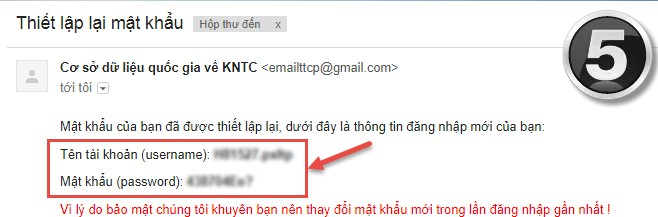 Thiết lập lại mật khẩu
Hộp thư đến x
5
Cơ sở dữ liệu quốc gia về KNTC <emailttcp@gmail.com>
tới tôi
Mật khẩu của bạn đã được thiết lập lại, dưới đây là thông tin đăng nhập mới của bạn:
Tên tài khoản (username):
Mật khẩu (password):
Vì lý do bảo mật chúng tôi khuyên bạn nên thay đổi mật khẩu mới trong lần đăng nhập gần nhất !